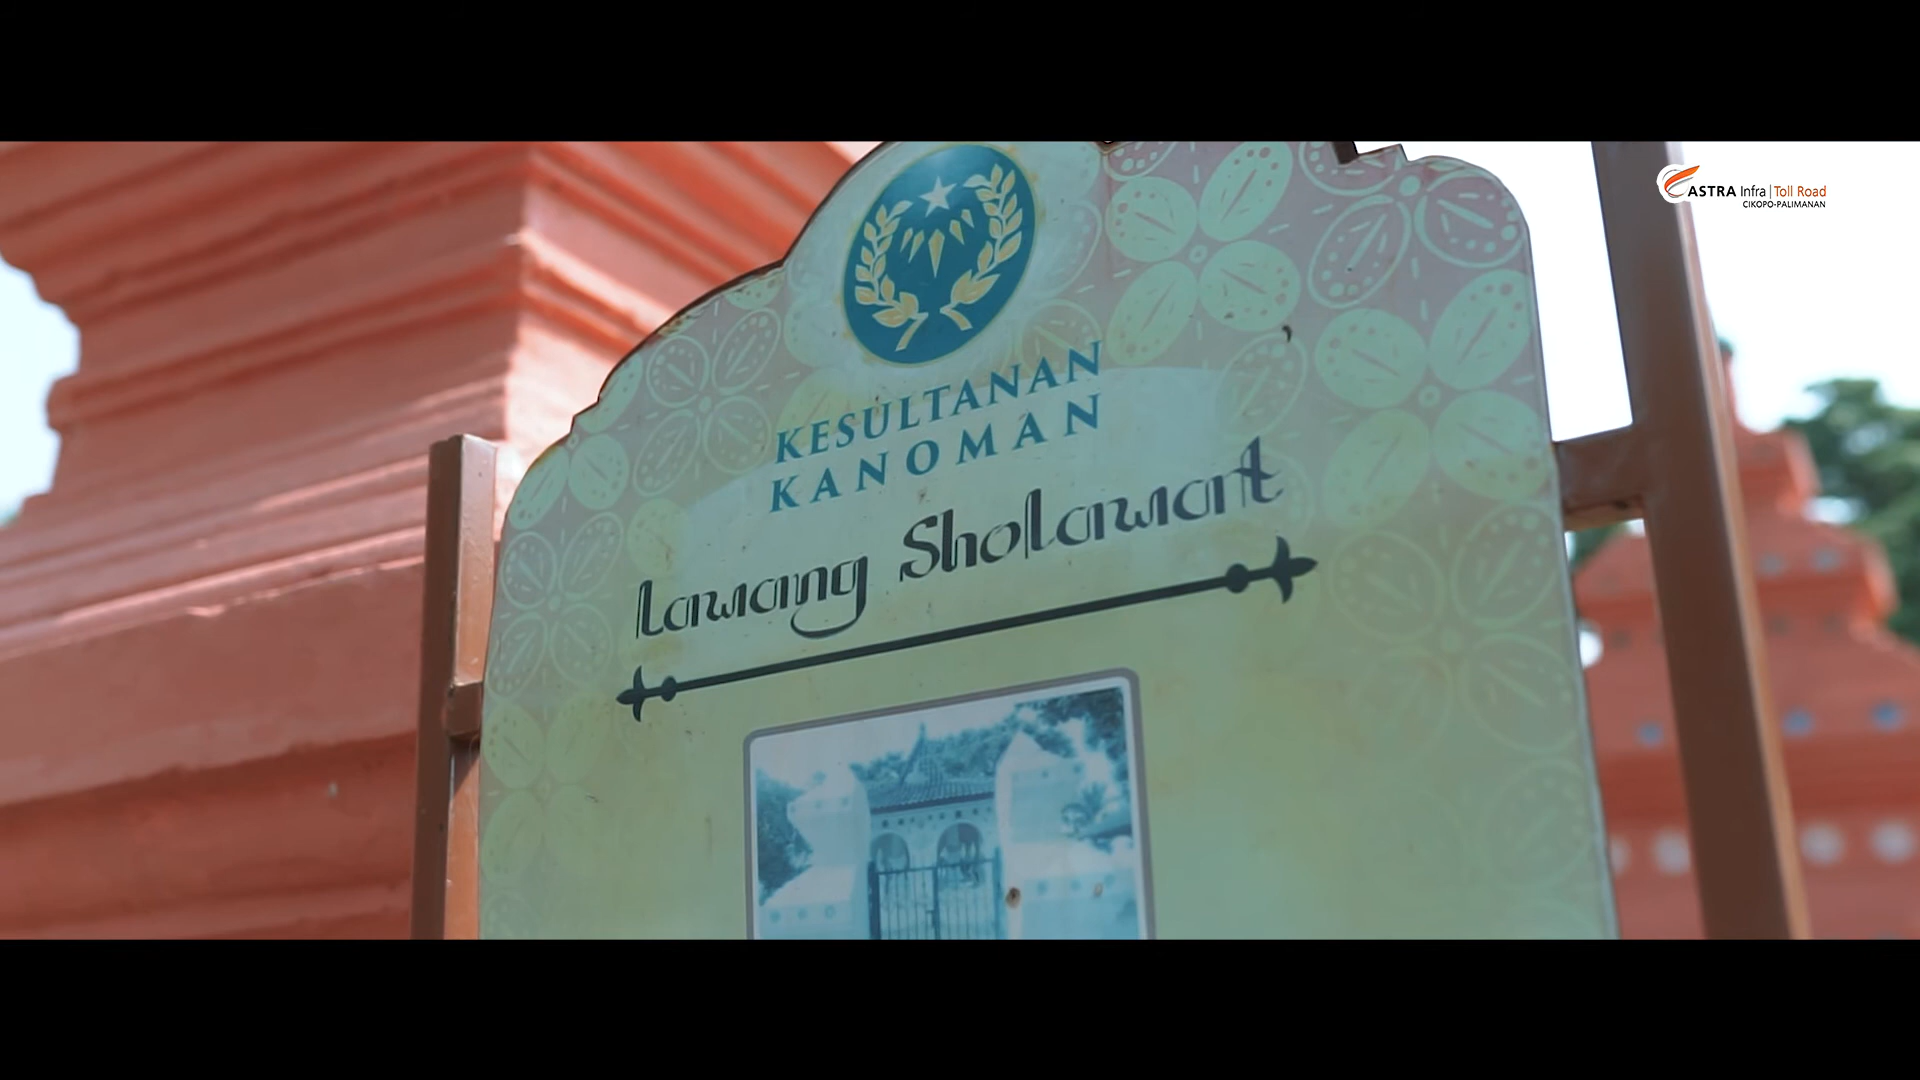 ASTRA Infra | Toll Road
CIKOPO-PALIMANAN
KESULTANAN
KANOMAN
Lawang Sholawat